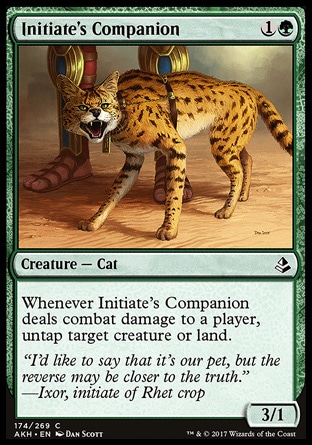 Initiate's Companion 1
Creature — Cat
Whenever Initiate's Companion
deals combat damage to a player,
untap target creature or land.
“I'd like to say that it's our pet, but the
reverse may be closer to the truth.”
—Ixor, initiate of Rhet crop
3/1
174/269 C
AKH • EN Dan Scott
™ & © 2017 Wizards of the Coast